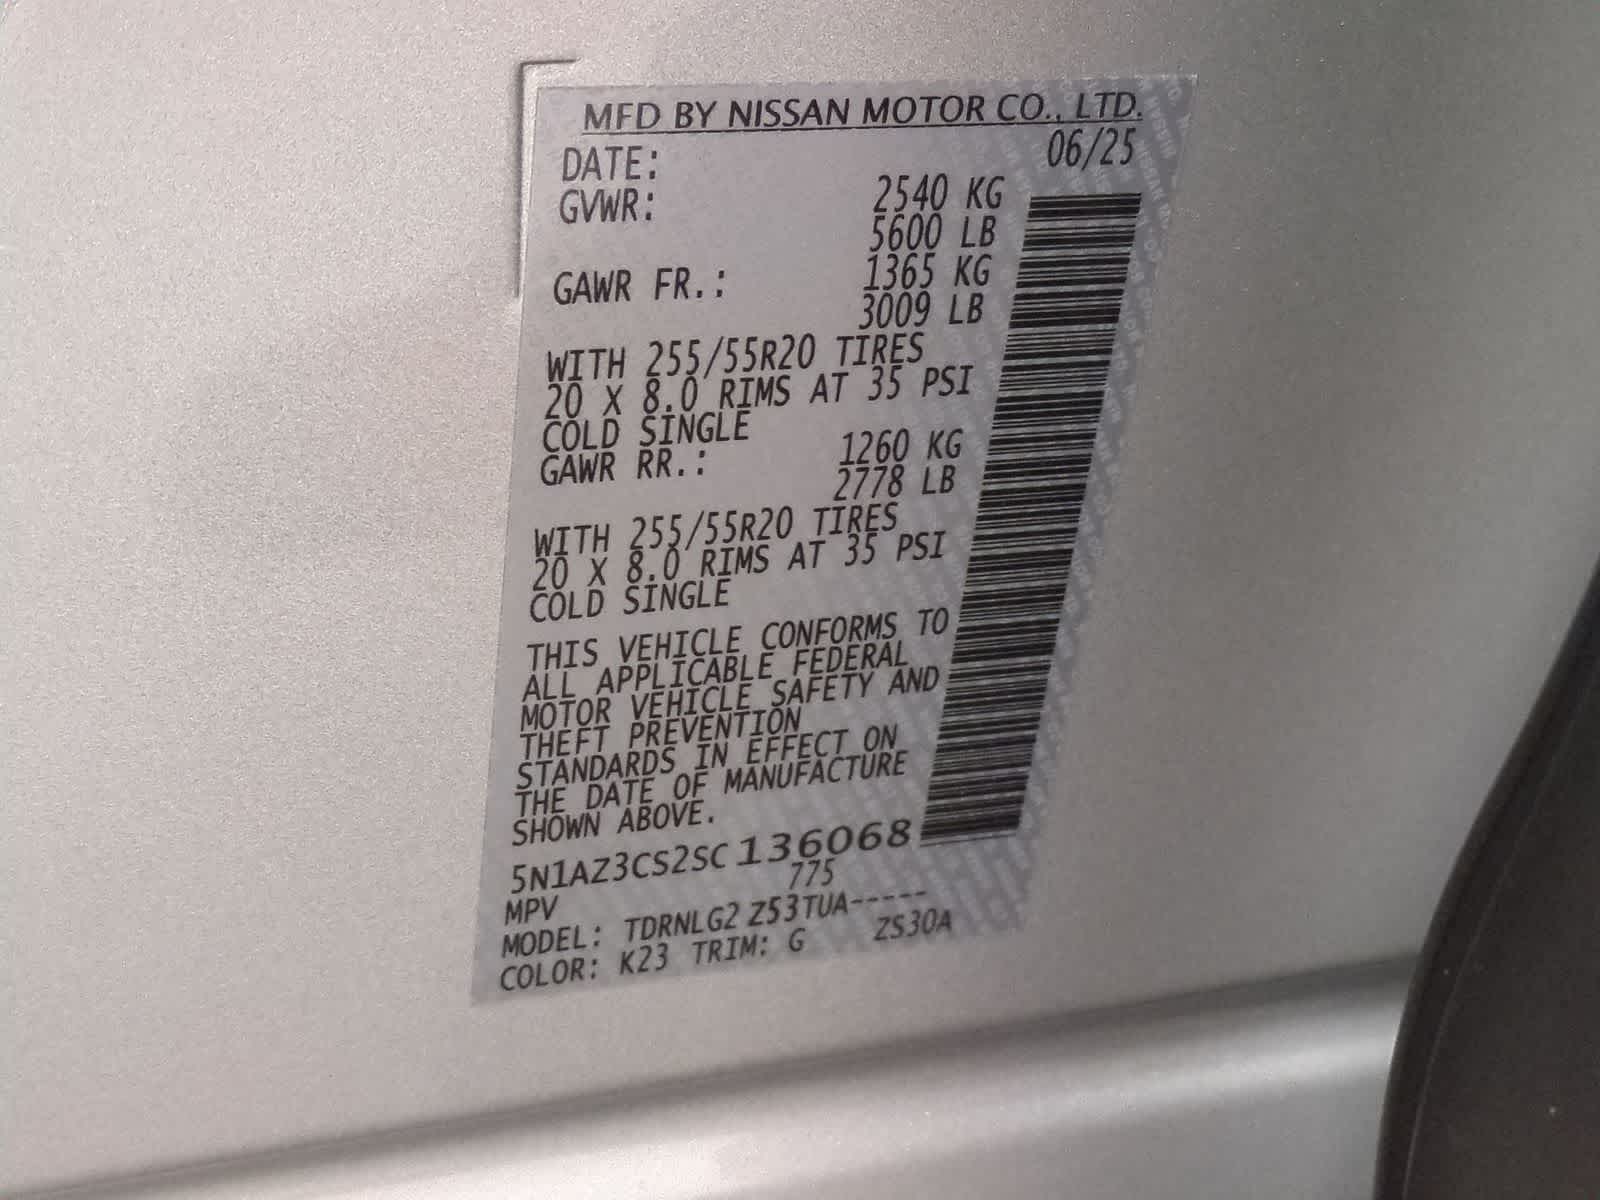 MFD BY NISSAN MOTOR CO., LTD.
DATE: 06/25
GVWR: 2540 KG
5600 LB
GAWR FR.: 1365 KG
3009 LB
WITH 255/55R20 TIRES
20 X 8.0 RIMS AT 35 PSI
COLD SINGLE
GAWR RR.: 1260 KG
2778 LB
WITH 255/55R20 TIRES
20 X 8.0 RIMS AT 35 PSI
COLD SINGLE
THIS VEHICLE CONFORMS TO
ALL APPLICABLE FEDERAL
MOTOR VEHICLE SAFETY AND
THEFT PREVENTION
STANDARDS IN EFFECT ON
THE DATE OF MANUFACTURE
SHOWN ABOVE.
5N1AZ3CS2SC136068
MPV 775
MODEL: TDRNLG2 Z53TUA-----
COLOR: K23 TRIM: G ZS30A